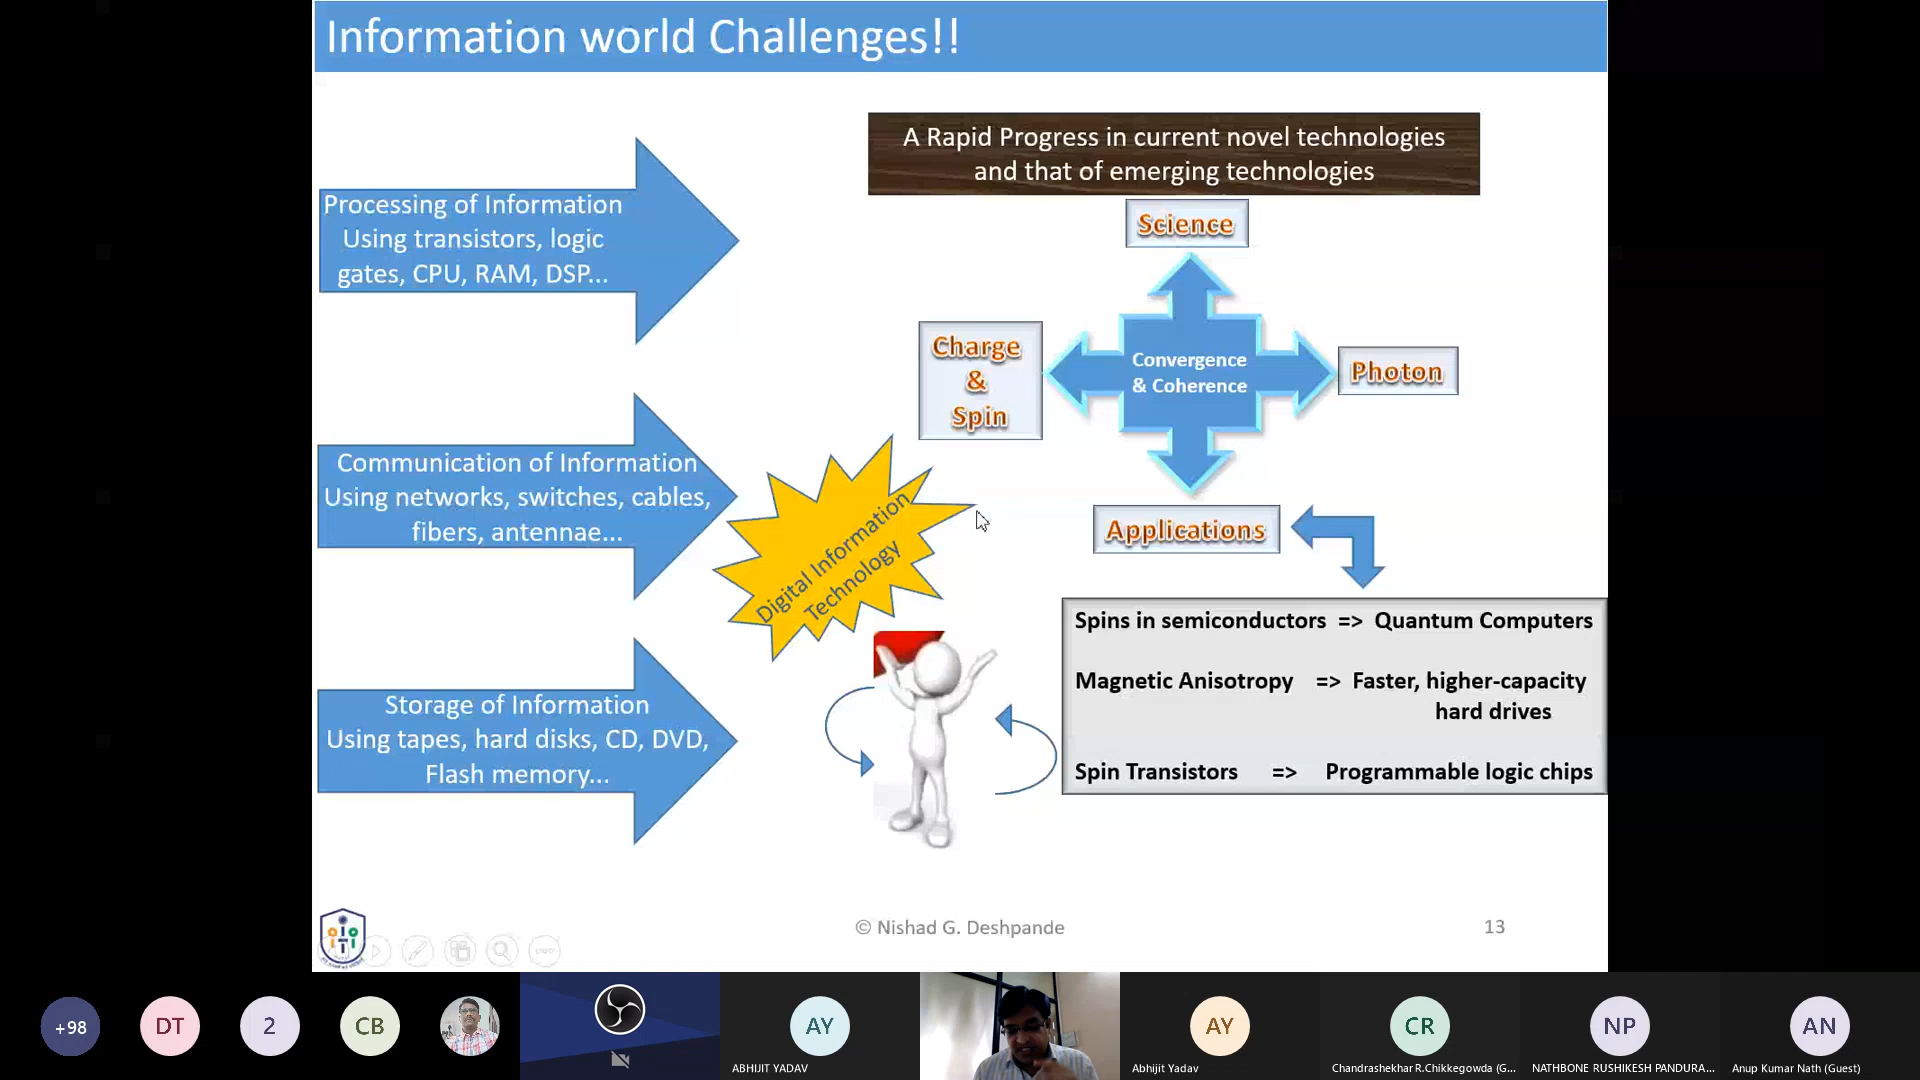 Information world Challenges!!
A Rapid Progress in current novel technologies
and that of emerging technologies
Processing of Information
Using transistors, logic
gates, CPU, RAM, DSP...
Science
Charge
&
Spin
Convergence
& Coherence
Photon
Communication of Information
Using networks, switches, cables,
fibers, antennae...
Digital Information
Technology
Applications
Storage of Information
Using tapes, hard disks, CD, DVD,
Flash memory...
Spins in semiconductors => Quantum Computers
Magnetic Anisotropy => Faster, higher-capacity
hard drives
Spin Transistors => Programmable logic chips
© Nishad G. Deshpande
13
+98
DT
2
CB
AY
ABHIJIT YADAV
AY
Abhijit Yadav
CR
Chandrashekhar R.Chikkegowda (G...
NP
NATHBONE RUSHIKESH PANDURA...
AN
Anup Kumar Nath (Guest)